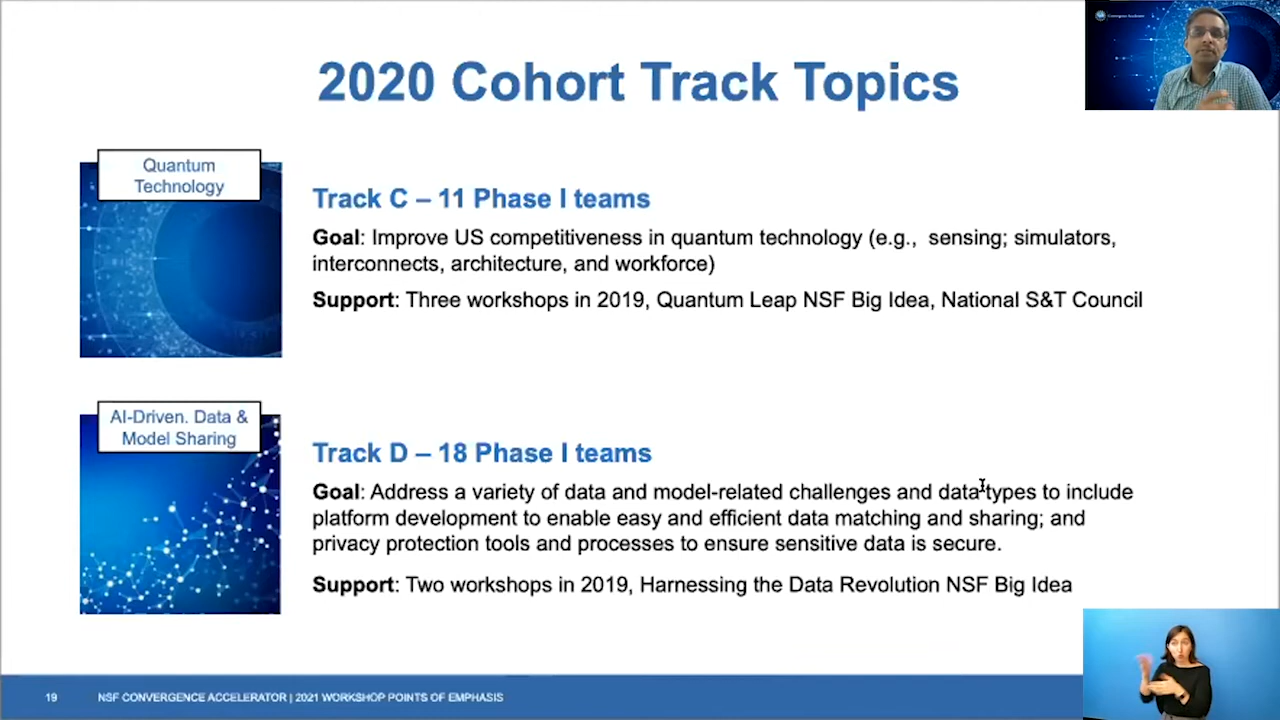 2020 Cohort Track Topics
Convergence Accelerator
Quantum
Technology
Track C – 11 Phase I teams
Goal: Improve US competitiveness in quantum technology (e.g.,  sensing; simulators,
interconnects, architecture, and workforce)
Support: Three workshops in 2019, Quantum Leap NSF Big Idea, National S&T Council
AI-Driven. Data &
Model Sharing
Track D – 18 Phase I teams
Goal: Address a variety of data and model-related challenges and data types to include
platform development to enable easy and efficient data matching and sharing; and
privacy protection tools and processes to ensure sensitive data is secure.
Support: Two workshops in 2019, Harnessing the Data Revolution NSF Big Idea
19
NSF CONVERGENCE ACCELERATOR | 2021 WORKSHOP POINTS OF EMPHASIS